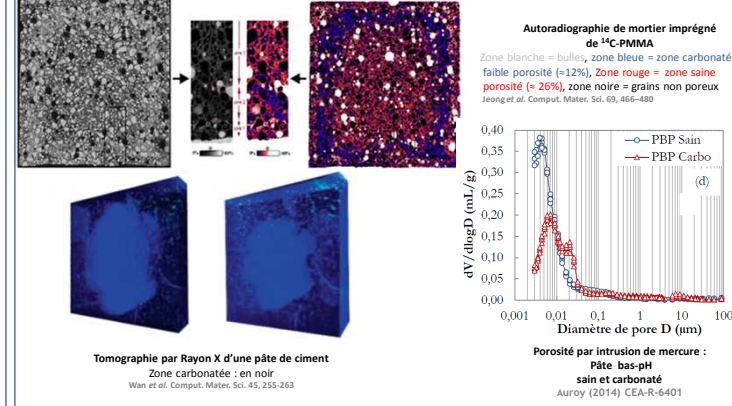 Autoradiographie de mortier imprégné
de ¹⁴C-PMMA
Zone blanche = bulles, zone bleue = zone carbonaté
faible porosité (≈12%), Zone rouge = zone saine
porosité (≈ 26%), zone noire = grains non poreux
Jeong et al. Comput. Mater. Sci. 69, 466–480
0,40
0,35
0,30
0,25
0,20
0,15
0,10
0,05
0,00
dV/dlogD (mL/g)
PBP Sain
PBP Carbo
(d)
0,001 0,01 0,1 1 10 100
Diamètre de pore D (µm)
Tomographie par Rayon X d'une pâte de ciment
Zone carbonatée : en noir
Wan et al. Comput. Mater. Sci. 45, 255-263
Porosité par intrusion de mercure :
Pâte bas-pH
sain et carbonaté
Auroy (2014) CEA-R-6401